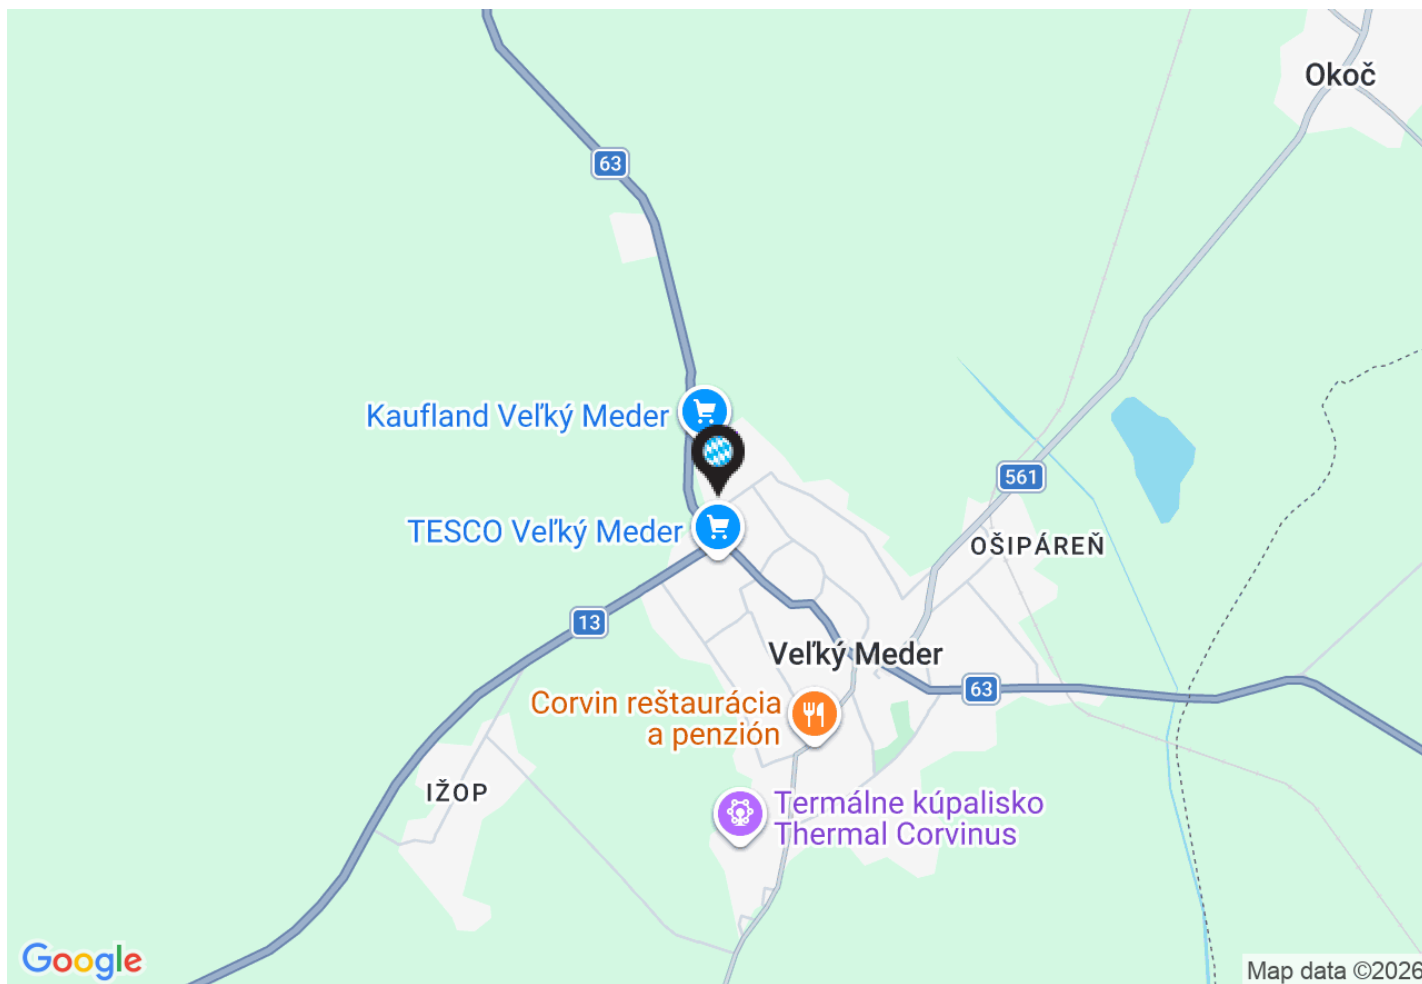 Okoč
63
Kaufland Veľký Meder
TESCO Veľký Meder
561
OŠIPÁREŇ
13
Veľký Meder
63
Corvin reštaurácia
a penzión
IŽOP
Termálne kúpalisko
Thermal Corvinus
Google
Map data ©2026